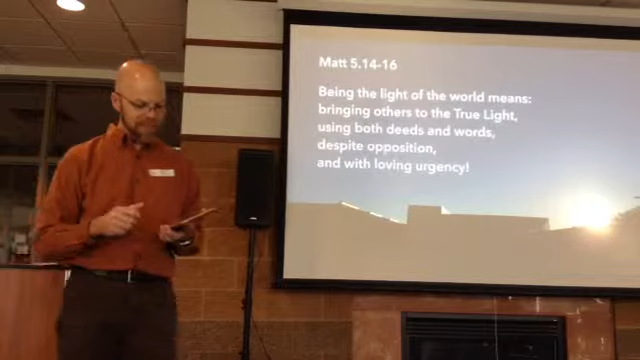 Matt 5.14-16
Being the light of the world means:
bringing others to the True Light,
using both deeds and words,
despite opposition,
and with loving urgency!